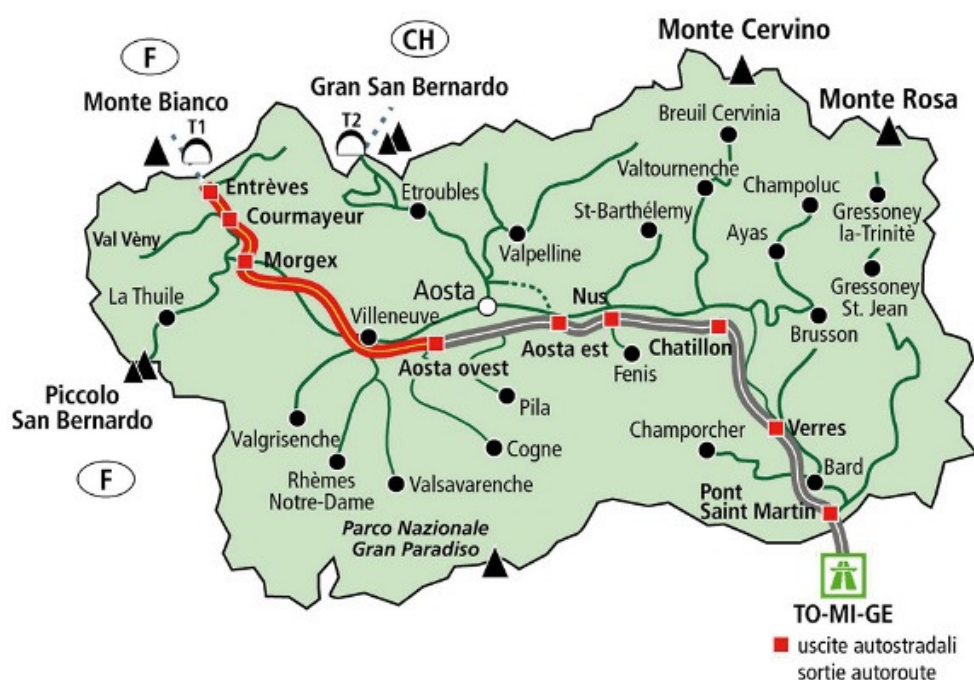 F
CH
Monte Cervino
Monte Bianco
Gran San Bernardo
Monte Rosa
T1
T2
Breuil Cervinia
Valtournenche
Entrèves
Etroubles
Champoluc
Courmayeur
St-Barthélemy
Gressoney
la-Trinitè
Val Vèny
Valpelline
Ayas
Morgex
Gressoney
St. Jean
La Thuile
Aosta
Nus
Villeneuve
Brusson
Aosta est
Chatillon
Aosta ovest
Fenis
Piccolo
San Bernardo
Pila
Valgrisenche
Champorcher
Verres
Cogne
F
Rhèmes
Notre-Dame
Valsavarenche
Bard
Pont
Saint Martin
Parco Nazionale
Gran Paradiso
TO-MI-GE
uscite autostradali
sortie autoroute